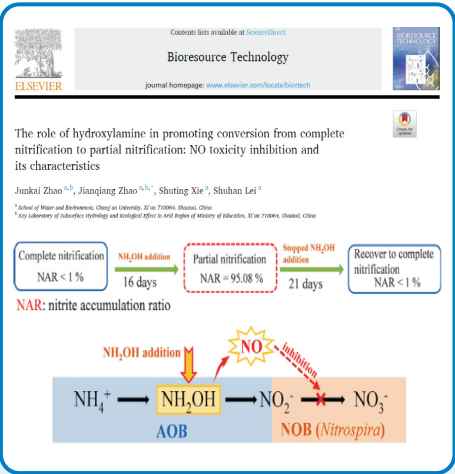 Contents lists available at ScienceDirect
Bioresource Technology
journal homepage: www.elsevier.com/locate/biortech
ELSEVIER
BIORESOURCE
TECHNOLOGY
Check for
updates
The role of hydroxylamine in promoting conversion from complete
nitrification to partial nitrification: NO toxicity inhibition and
its characteristics
Junkai Zhao a,b, Jianqiang Zhao a,b,*, Shuting Xie a, Shuhan Lei a
a School of Water and Environment, Chang'an University, Xi'an 710064, Shaanxi, China
b Key Laboratory of Subsurface Hydrology and Ecological Effect in Arid Region of Ministry of Education, Xi'an 710064, Shaanxi, China
Complete nitrification
NAR < 1 %
NH₂OH addition
16 days
Partial nitrification
NAR = 95.08 %
Stopped NH₂OH
addition
21 days
Recover to complete
nitrification
NAR < 1 %
NAR: nitrite accumulation ratio
NH₂OH addition
NO
inhibition
NH₄⁺ NH₂OH NO₂⁻ NO₃⁻
AOB
NOB (Nitrospira)